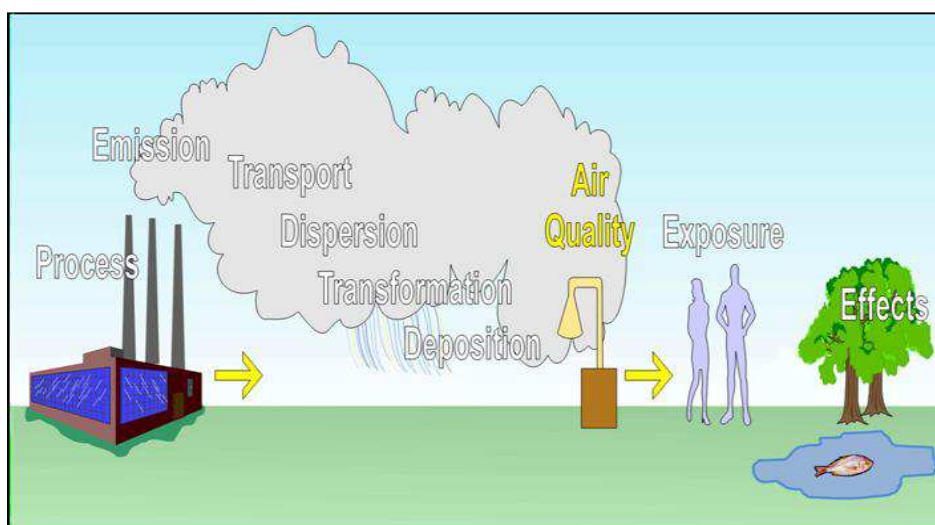 Emission
Transport
Process
Dispersion
Transformation
Deposition
Air
Quality
Exposure
Effects